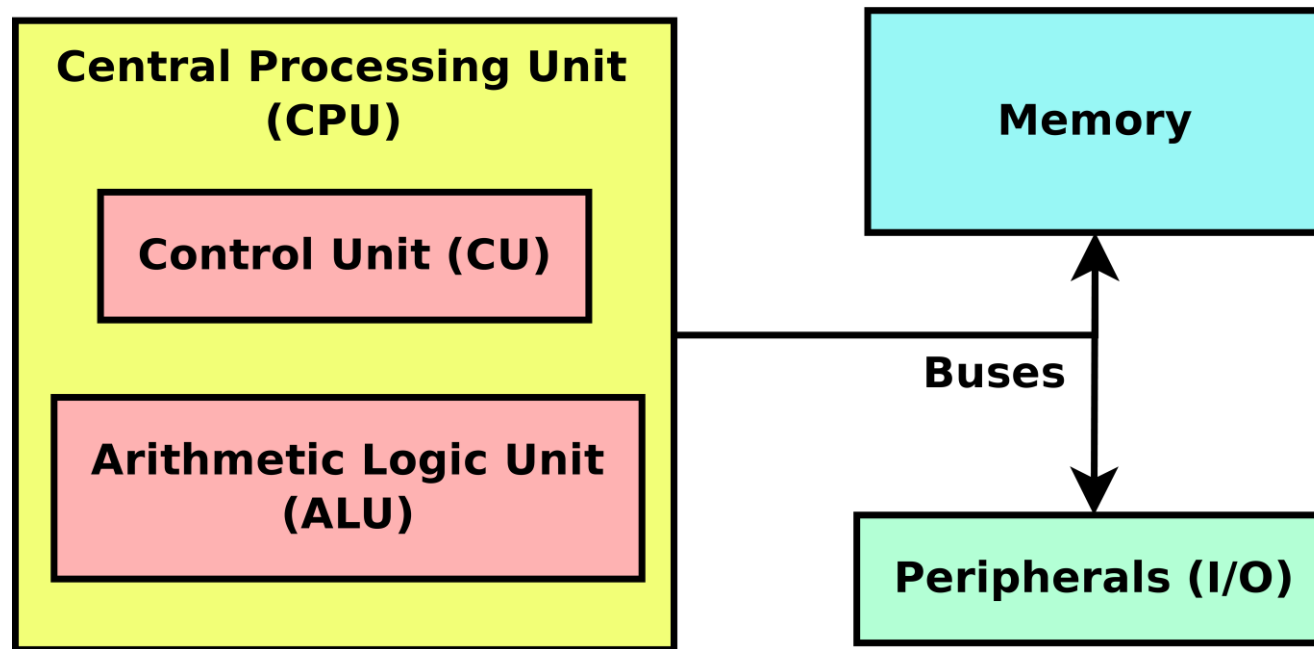 Central Processing Unit
(CPU)
Control Unit (CU)
Arithmetic Logic Unit
(ALU)
Memory
Buses
Peripherals (I/O)